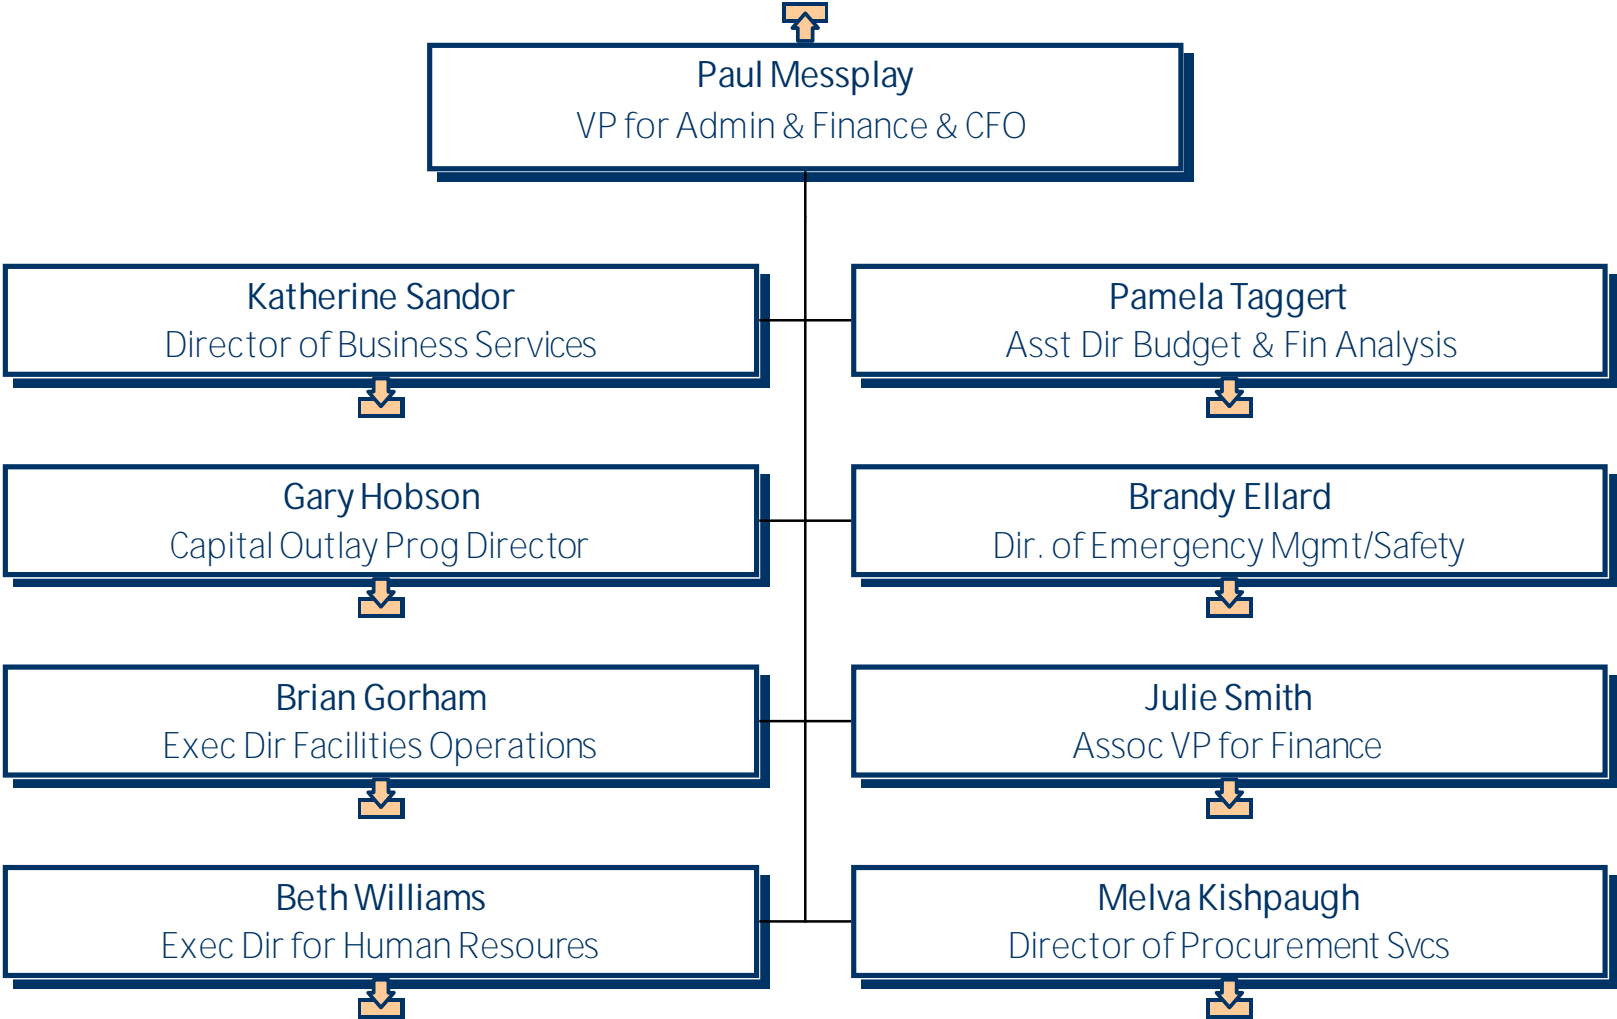 Paul Messplay
VP for Admin & Finance & CFO
Katherine Sandor
Director of Business Services
Pamela Taggert
Asst Dir Budget & Fin Analysis
Gary Hobson
Capital Outlay Prog Director
Brandy Ellard
Dir. of Emergency Mgmt/Safety
Brian Gorham
Exec Dir Facilities Operations
Julie Smith
Assoc VP for Finance
Beth Williams
Exec Dir for Human Resoures
Melva Kishpaugh
Director of Procurement Svcs